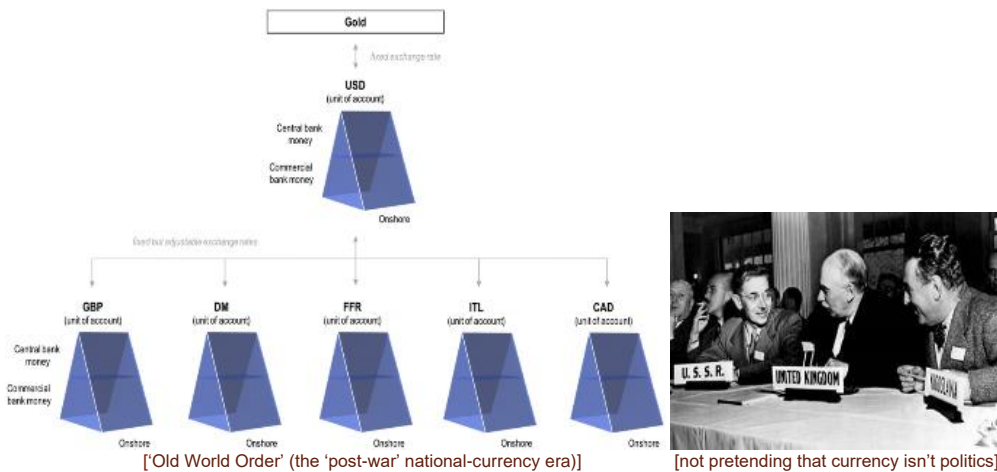 Gold
fixed exchange rate
USD
(unit of account)
Central bank
money
Commercial
bank money
Onshore
fixed but adjustable exchange rates
GBP
(unit of account)
DM
(unit of account)
FFR
(unit of account)
ITL
(unit of account)
CAD
(unit of account)
Central bank
money
Commercial
bank money
Onshore
Onshore
Onshore
Onshore
Onshore
U.S.S.R.
UNITED KINGDOM
['Old World Order' (the 'post-war' national-currency era)]
[not pretending that currency isn't politics]